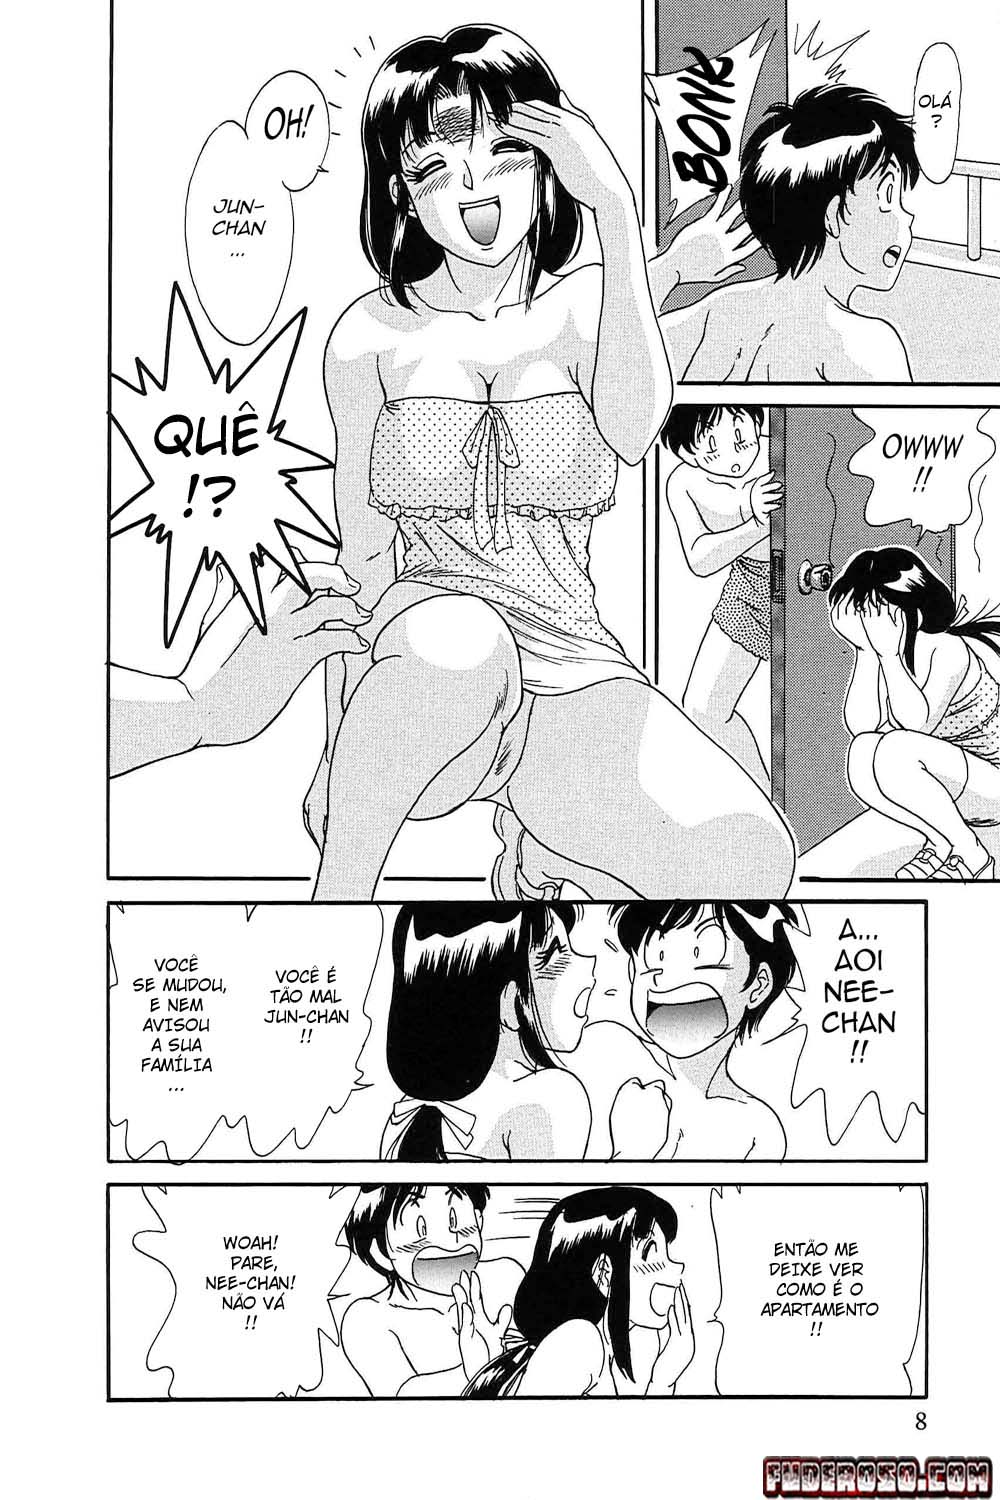 OLÁ
?
BONK
OWWW
!!
OH!
JUN-
CHAN
...
QUÊ
!?
A...
AOI
NEE-
CHAN
!!
VOCÊ É
TÃO MAL
JUN-CHAN
!!
VOCÊ
SE MUDOU,
E NEM
AVISOU
A SUA
FAMÍLIA
...
ENTÃO ME
DEIXE VER
COMO É O
APARTAMENTO
!!
WOAH!
PARE,
NEE-CHAN!
NÃO VÁ
!!
8
FUDEROSO.COM